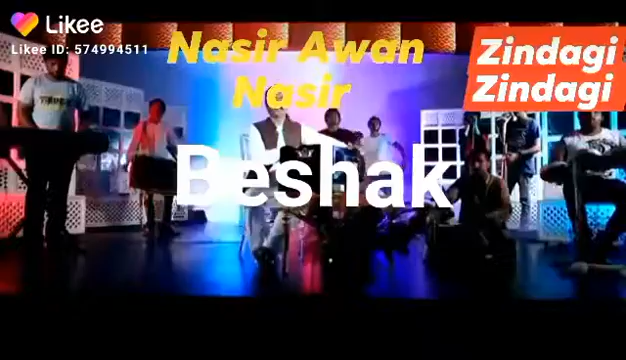 Likee
Likee ID: 574994511
Nasir Awan
Nasir
Zindagi
Zindagi
Beshak